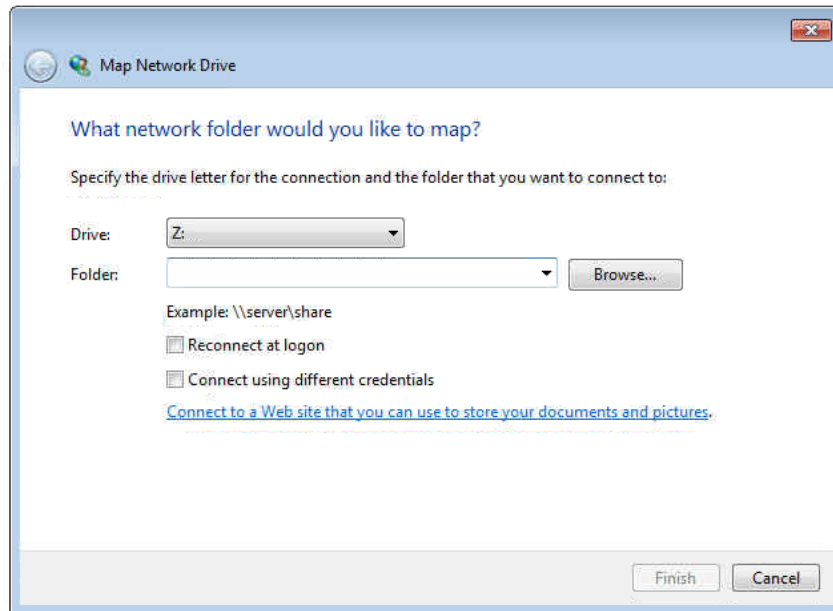 Map Network Drive
What network folder would you like to map?
Specify the drive letter for the connection and the folder that you want to connect to:
Drive: Z:
Folder: Browse...
Example: \\server\share
Reconnect at logon
Connect using different credentials
Connect to a Web site that you can use to store your documents and pictures.
Finish Cancel